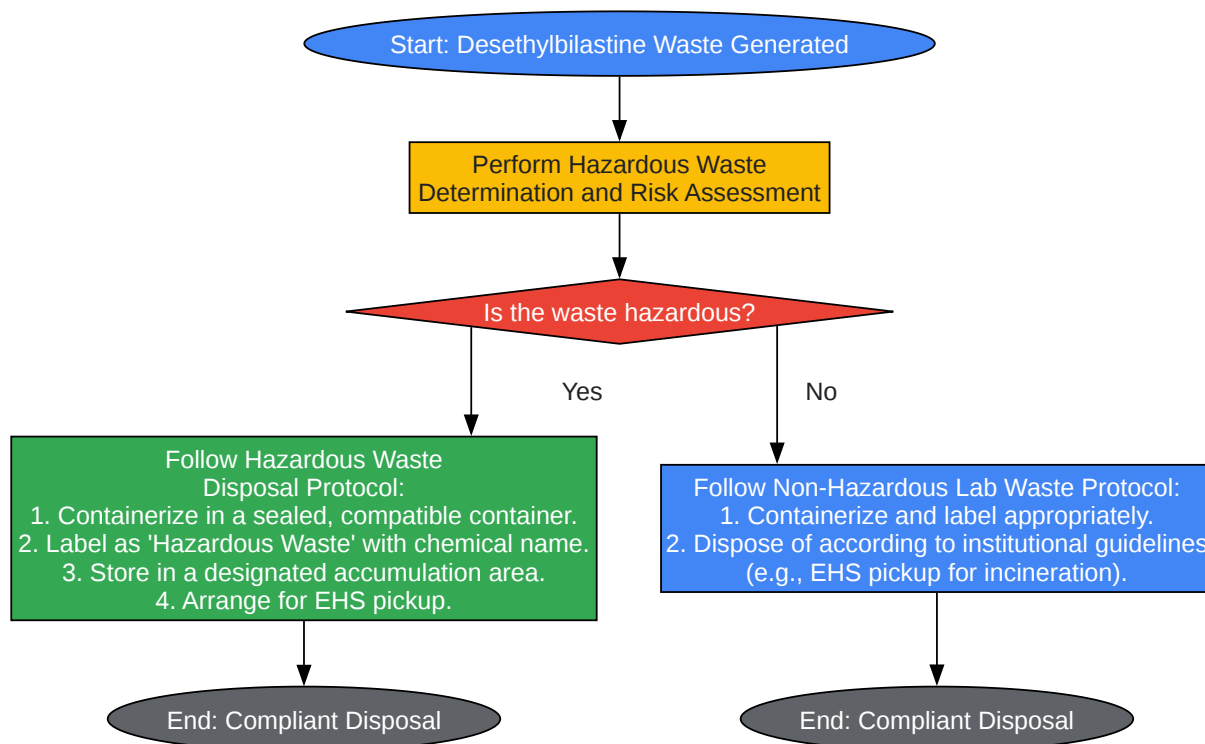 Start: Desethylbilastine Waste Generated
Perform Hazardous Waste
Determination and Risk Assessment
Is the waste hazardous?
Yes
No
Follow Hazardous Waste
Disposal Protocol:
1. Containerize in a sealed, compatible container.
2. Label as 'Hazardous Waste' with chemical name.
3. Store in a designated accumulation area.
4. Arrange for EHS pickup.
Follow Non-Hazardous Lab Waste Protocol:
1. Containerize and label appropriately.
2. Dispose of according to institutional guidelines
(e.g., EHS pickup for incineration).
End: Compliant Disposal
End: Compliant Disposal